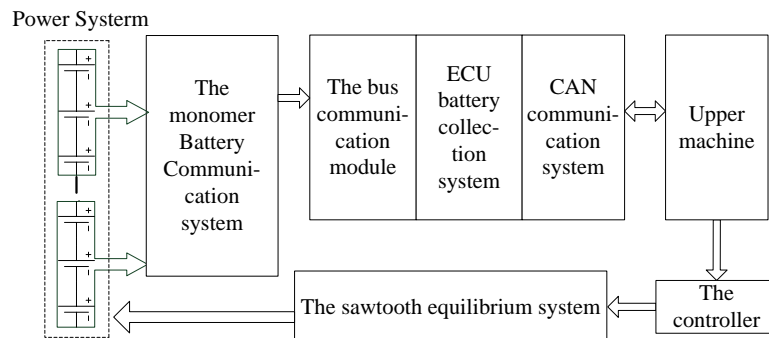 Power Systerm
The
monomer
Battery
Communi-
cation
system
The bus
communi-
cation
module
ECU
battery
collec-
tion
system
CAN
communi-
cation
system
Upper
machine
The sawtooth equilibrium system
The
controller